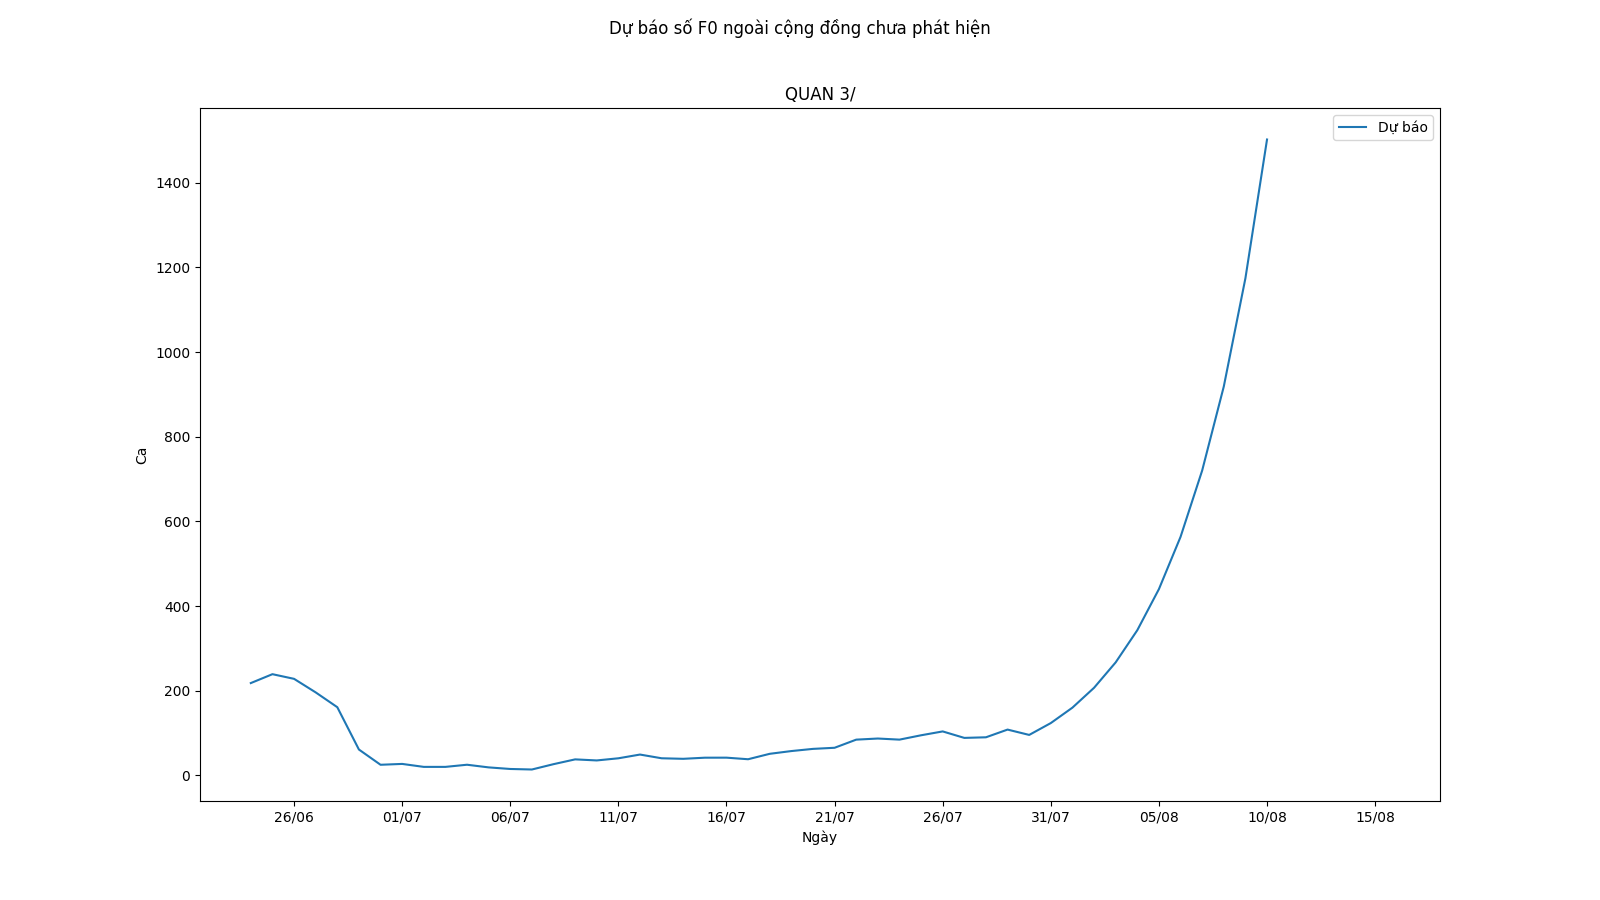 Dự báo số F0 ngoài cộng đồng chưa phát hiện
QUAN 3/
Dự báo
1400
1200
1000
800
600
400
200
0
Ca
26/06 01/07 06/07 11/07 16/07 21/07 26/07 31/07 05/08 10/08 15/08
Ngày